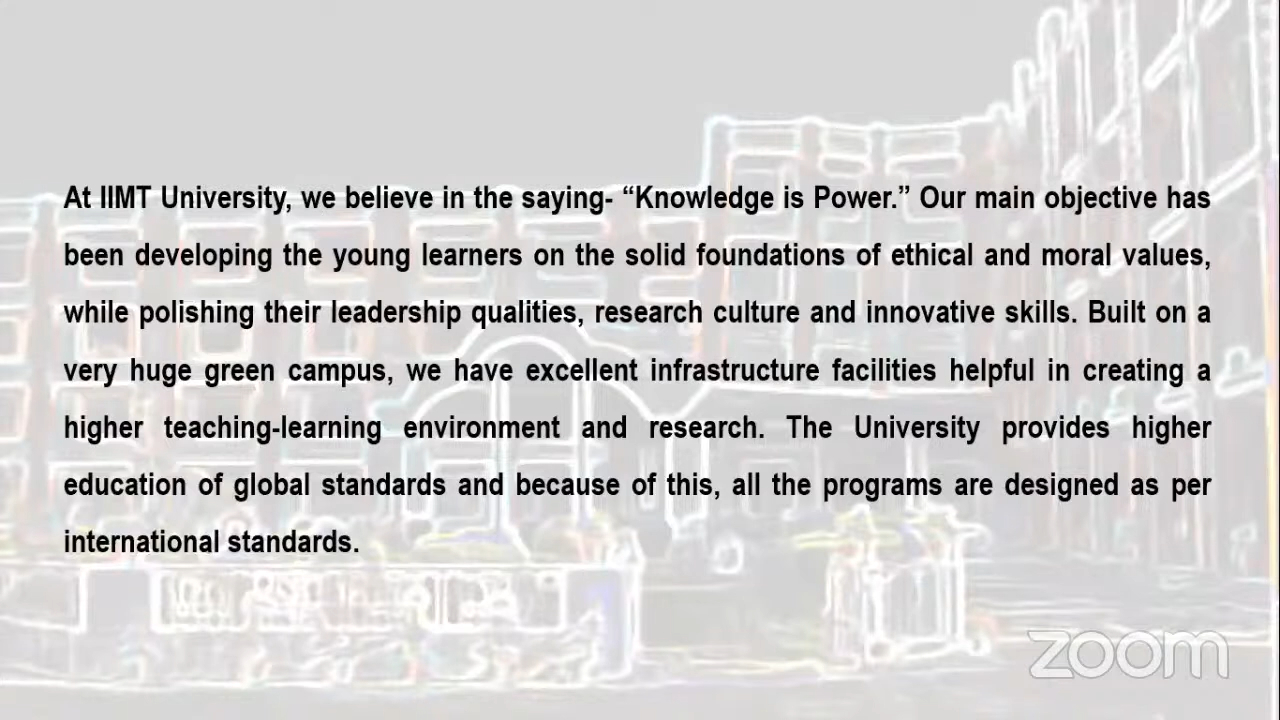 At IIMT University, we believe in the saying- “Knowledge is Power.” Our main objective has
been developing the young learners on the solid foundations of ethical and moral values,
while polishing their leadership qualities, research culture and innovative skills. Built on a
very huge green campus, we have excellent infrastructure facilities helpful in creating a
higher teaching-learning environment and research. The University provides higher
education of global standards and because of this, all the programs are designed as per
international standards.
zoom